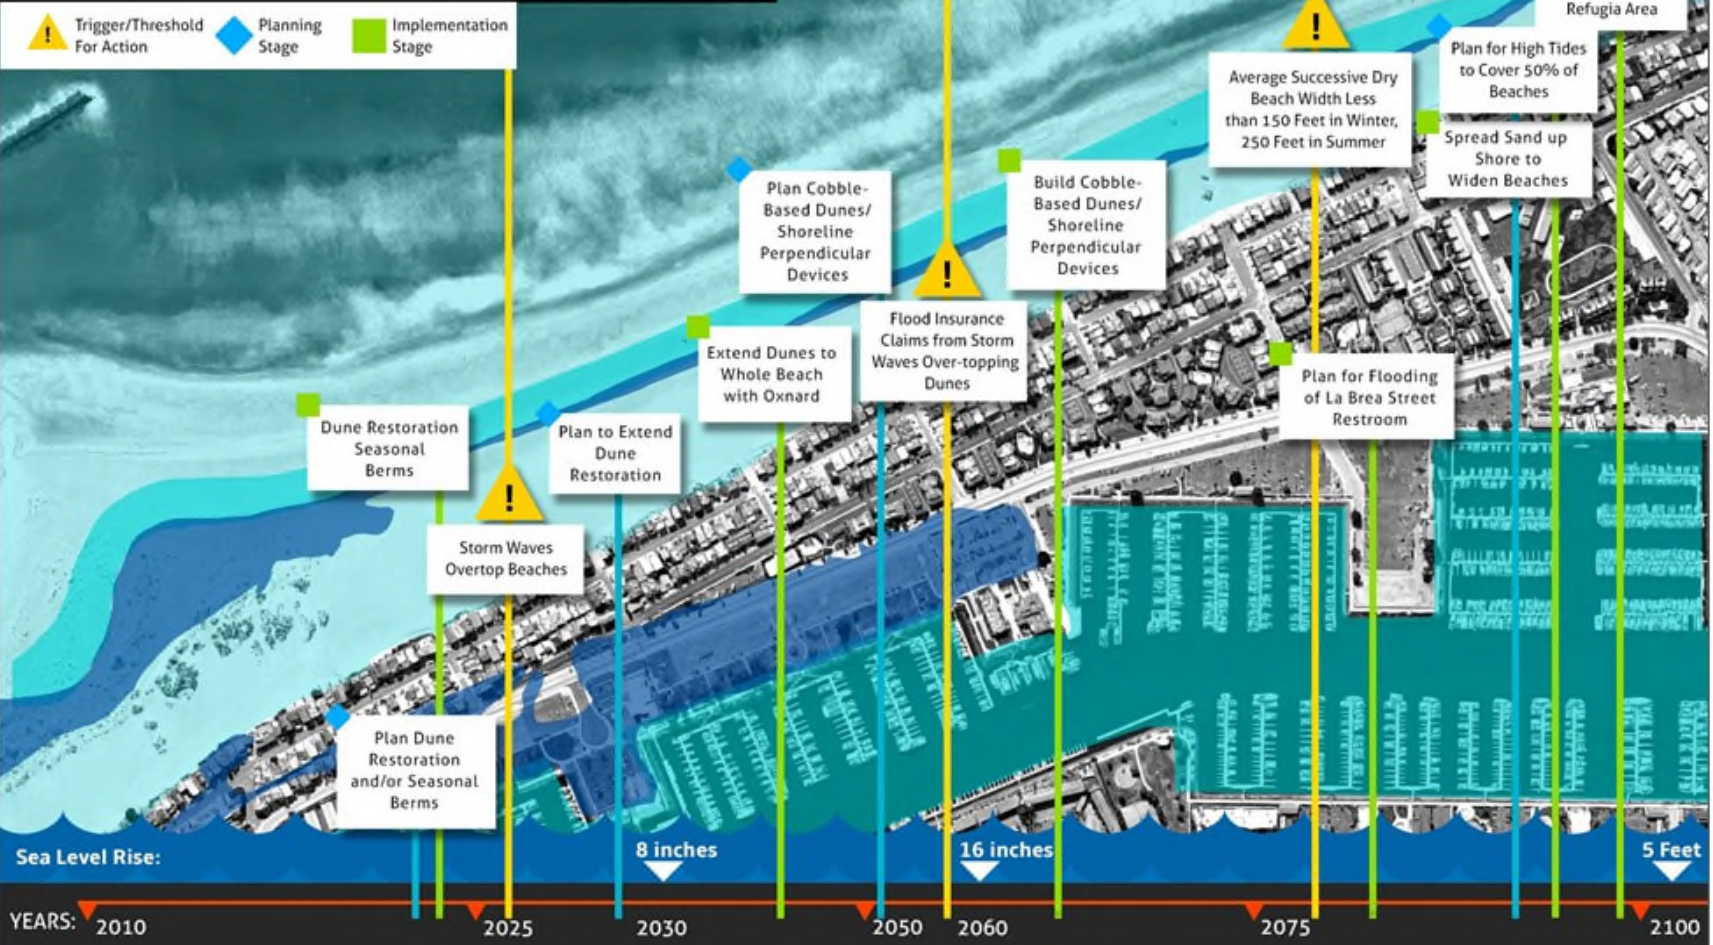 Trigger/Threshold
For Action
Planning
Stage
Implementation
Stage
!
!
!
!
Refugia Area
Plan for High Tides
to Cover 50% of
Beaches
Average Successive Dry
Beach Width Less
than 150 Feet in Winter,
250 Feet in Summer
Spread Sand up
Shore to
Widen Beaches
Plan Cobble-
Based Dunes/
Shoreline
Perpendicular
Devices
Build Cobble-
Based Dunes/
Shoreline
Perpendicular
Devices
Flood Insurance
Claims from Storm
Waves Over-topping
Dunes
Extend Dunes to
Whole Beach
with Oxnard
Plan for Flooding
of La Brea Street
Restroom
Dune Restoration
Seasonal
Berms
Plan to Extend
Dune
Restoration
Storm Waves
Overtop Beaches
Plan Dune
Restoration
and/or Seasonal
Berms
Sea Level Rise:
8 inches
16 inches
5 Feet
YEARS:
2010
2025
2030
2050
2060
2075
2100